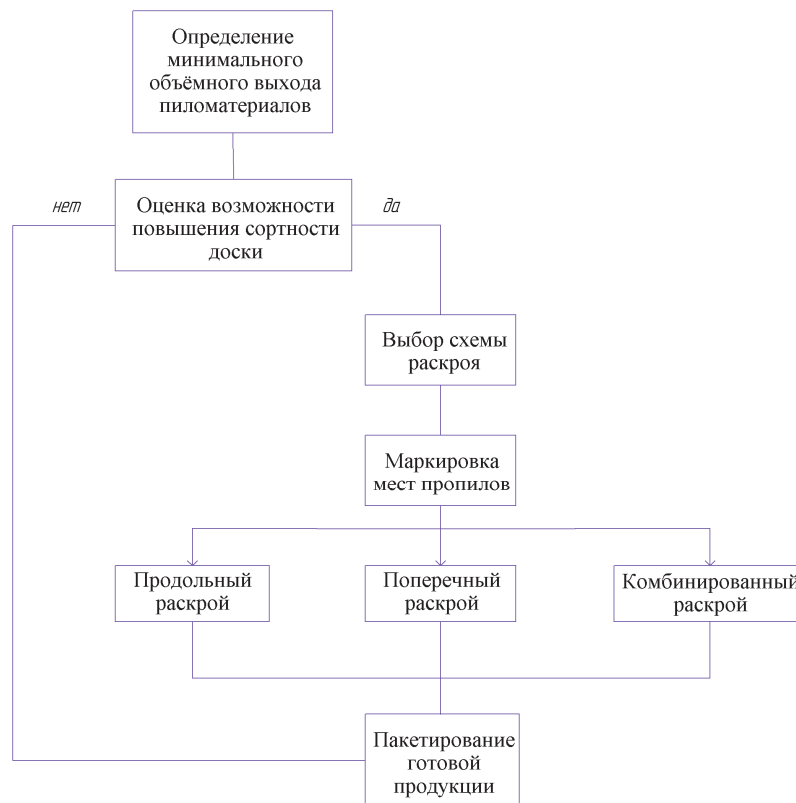 Определение
минимального
объёмного выхода
пиломатериалов
нет
Оценка возможности
повышения сортности
доски
да
Выбор схемы
раскроя
Маркировка
мест пропилов
Продольный
раскрой
Поперечный
раскрой
Комбинированный
раскрой
Пакетирование
готовой
продукции